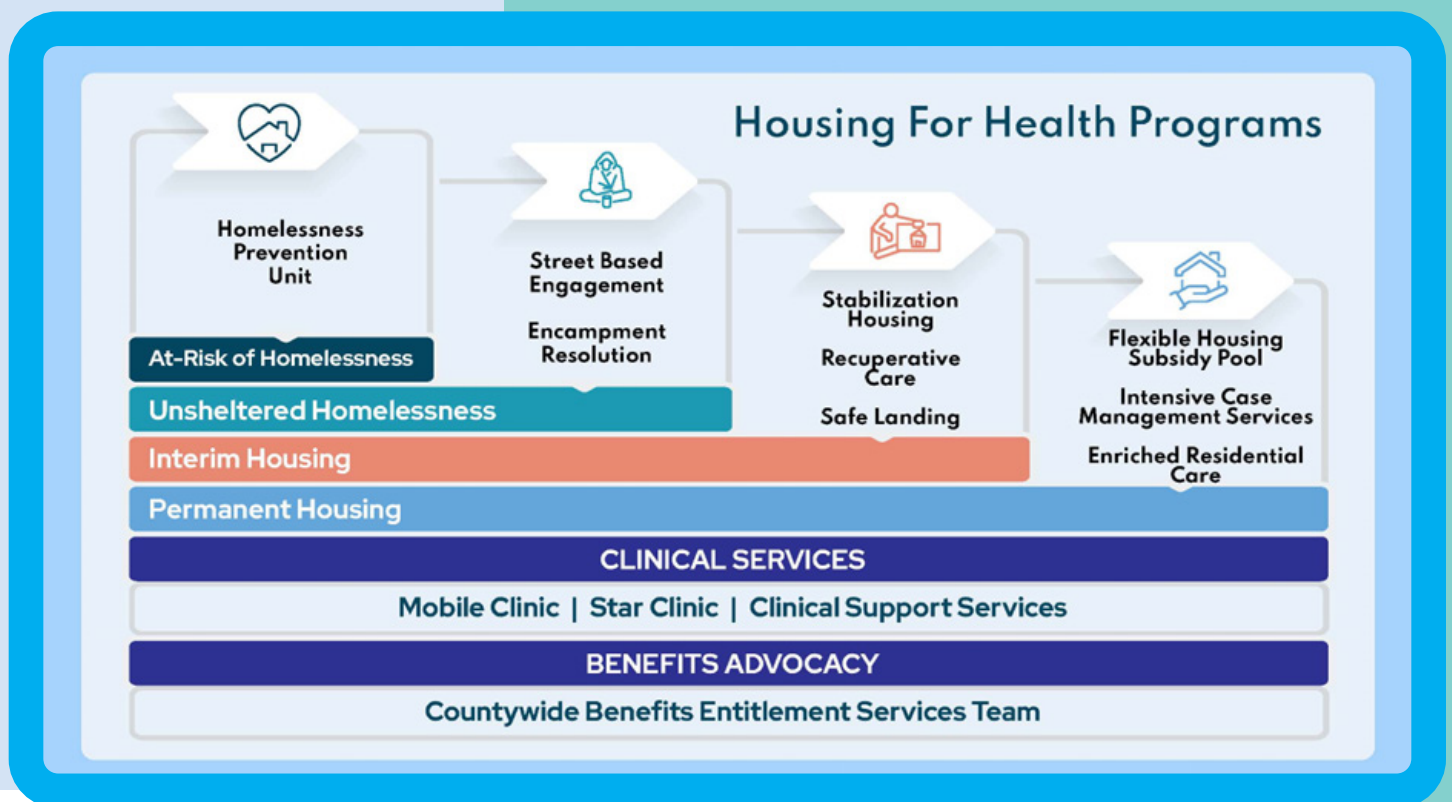 Housing For Health Programs
Homelessness
Prevention
Unit
Street Based
Engagement
Encampment
Resolution
Stabilization
Housing
Recuperative
Care
Safe Landing
Flexible Housing
Subsidy Pool
Intensive Case
Management Services
Enriched Residential
Care
At-Risk of Homelessness
Unsheltered Homelessness
Interim Housing
Permanent Housing
CLINICAL SERVICES
Mobile Clinic | Star Clinic | Clinical Support Services
BENEFITS ADVOCACY
Countywide Benefits Entitlement Services Team